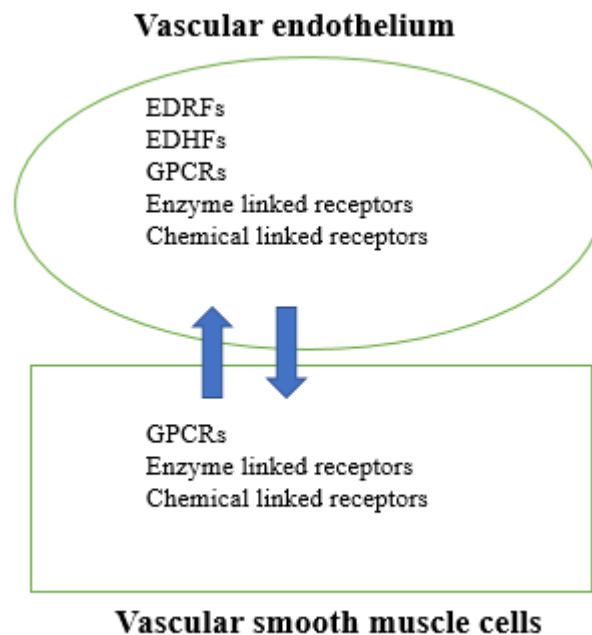 Vascular endothelium
EDRFs
EDHFs
GPCRs
Enzyme linked receptors
Chemical linked receptors
GPCRs
Enzyme linked receptors
Chemical linked receptors
Vascular smooth muscle cells